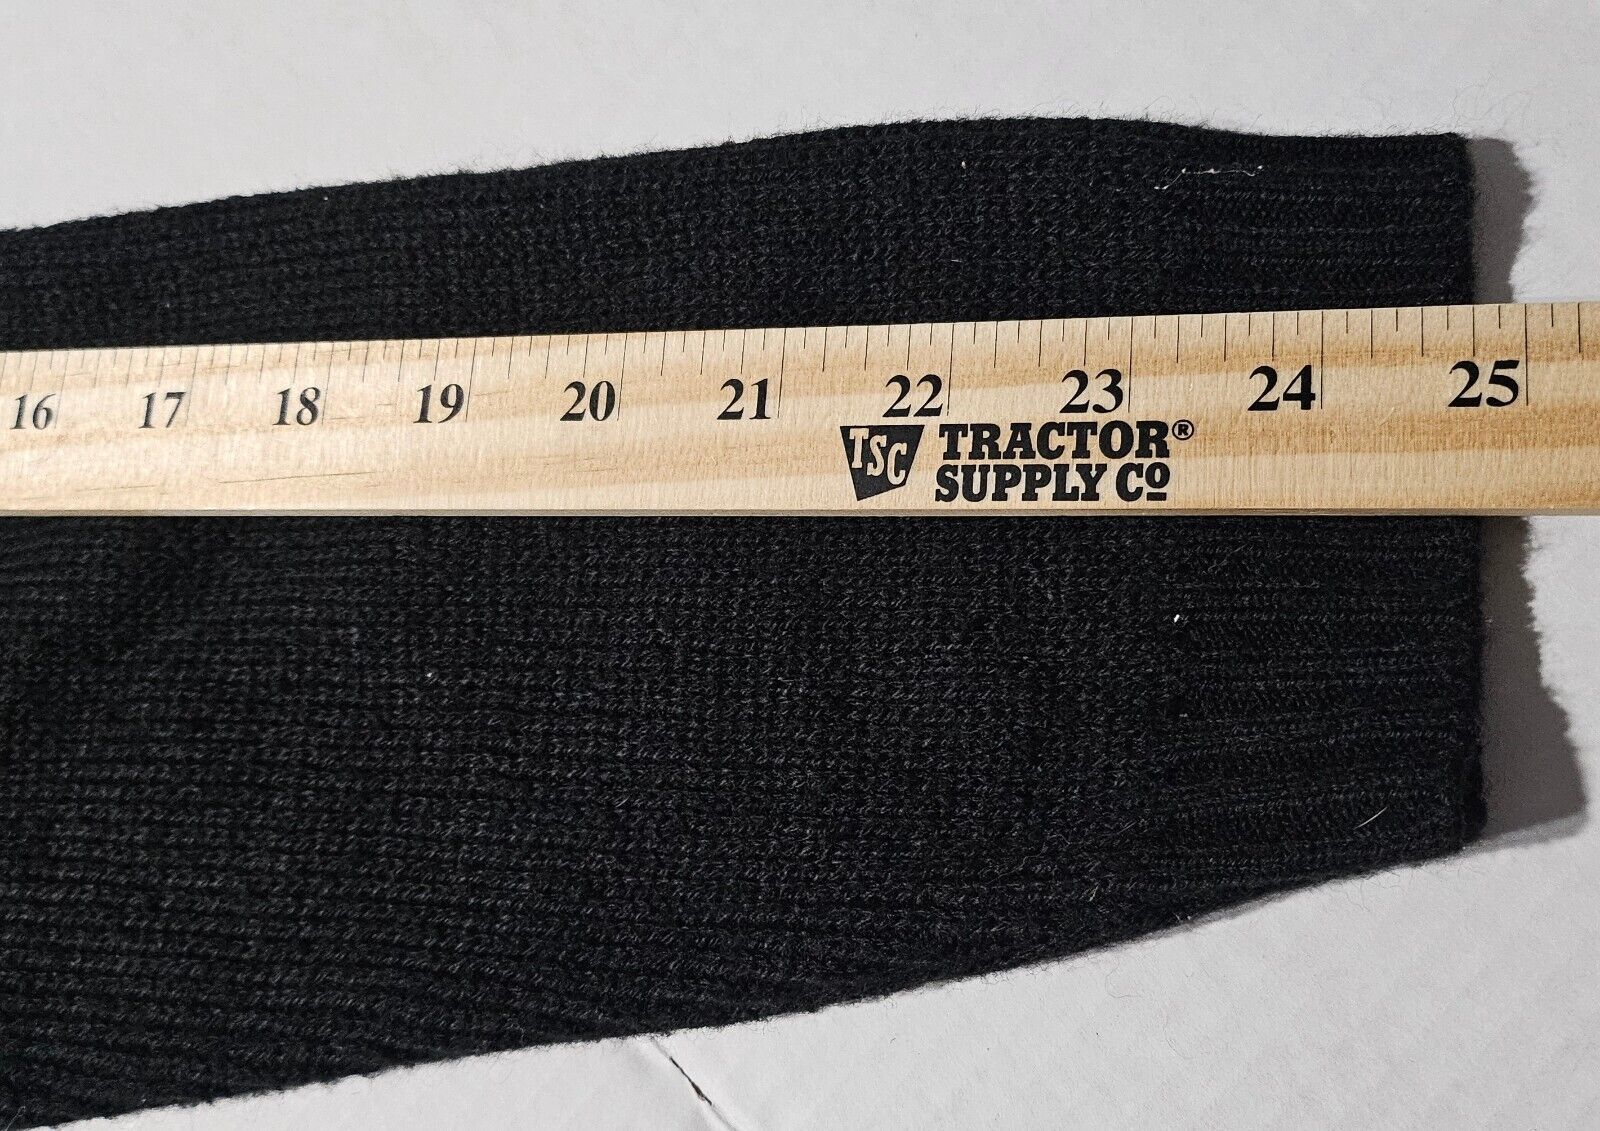 16 17 18 19 20 21 22 23 24 25
TSC TRACTOR®
SUPPLY Co